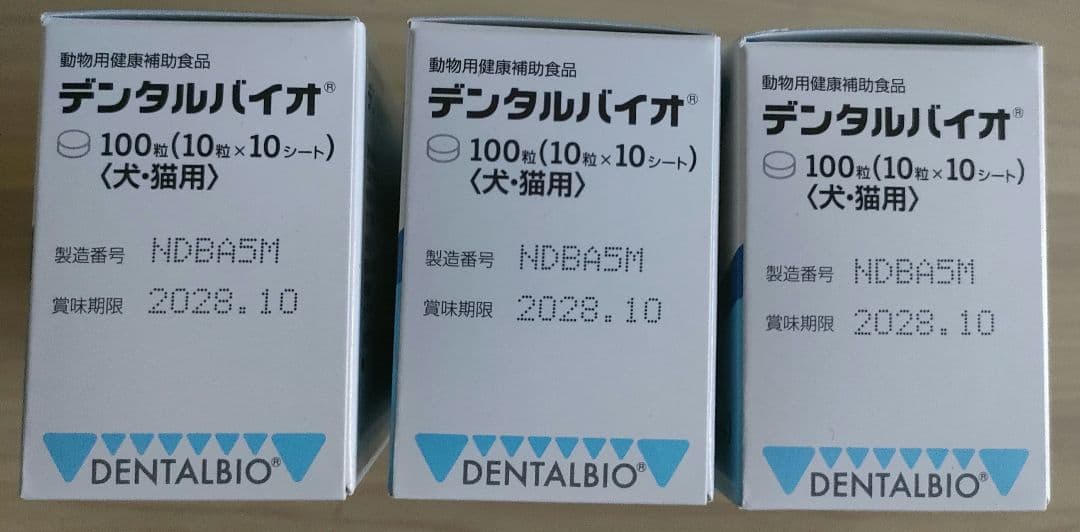 動物用健康補助食品
デンタルバイオ®
100粒(10粒×10シート)
〈犬・猫用〉
製造番号 NDBA5M
賞味期限 2028.10
DENTALBIO®
動物用健康補助食品
デンタルバイオ®
100粒(10粒×10シート)
〈犬・猫用〉
製造番号 NDBA5M
賞味期限 2028.10
DENTALBIO®
動物用健康補助食品
デンタルバイオ®
100粒(10粒×10シート)
〈犬・猫用〉
製造番号 NDBA5M
賞味期限 2028.10
DENTALBIO®